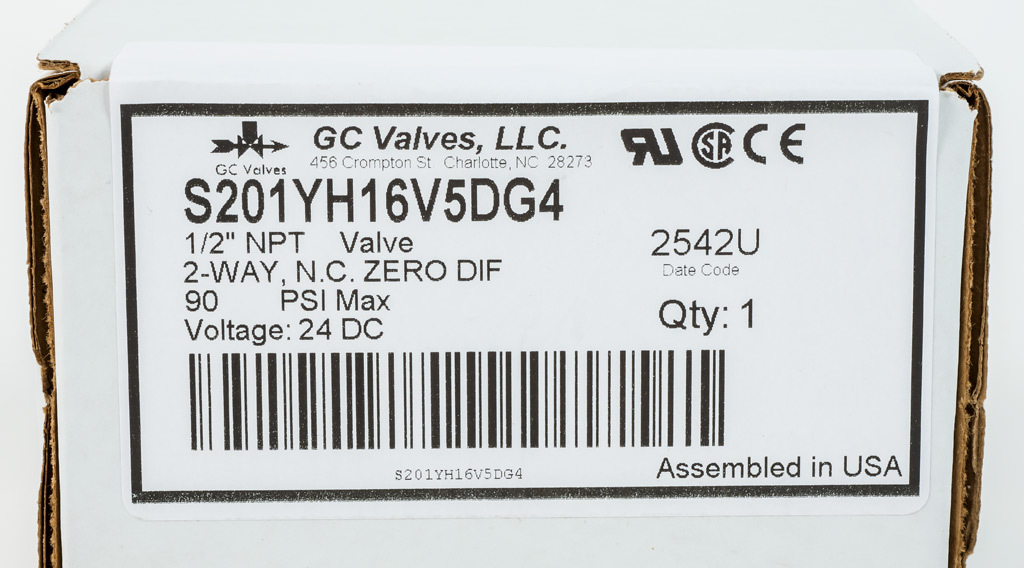 GC Valves
GC Valves, LLC.
456 Crompton St Charlotte, NC 28273
S201YH16V5DG4
1/2" NPT Valve
2-WAY, N.C. ZERO DIF
90 PSI Max
Voltage: 24 DC
2542U
Date Code
Qty: 1
S201YH16V5DG4
Assembled in USA